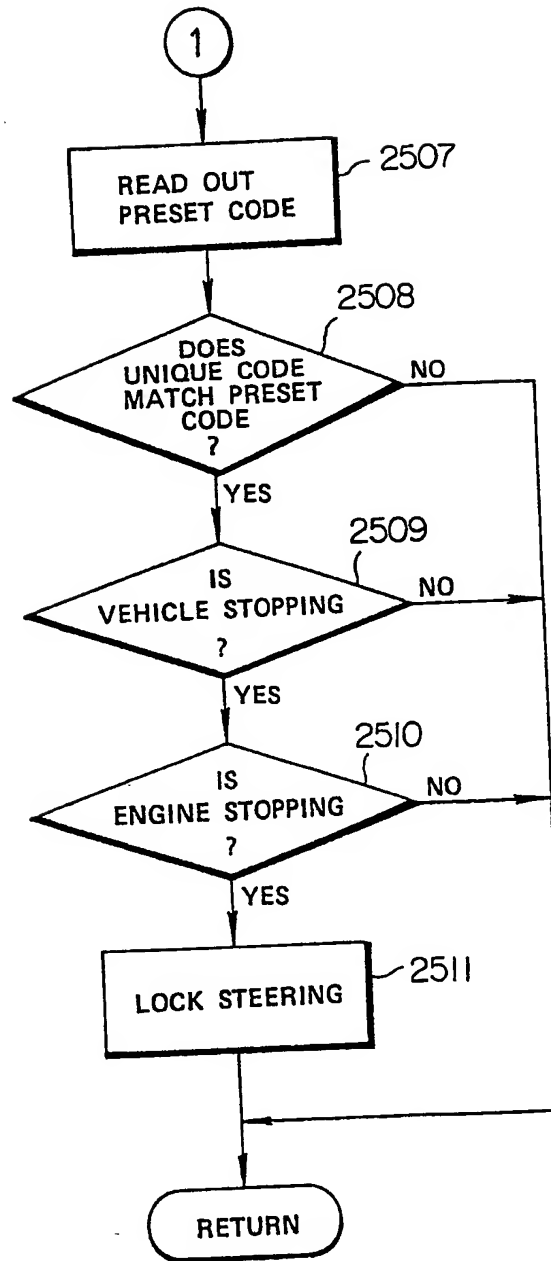 1
READ OUT
PRESET CODE
2507
DOES
UNIQUE CODE
MATCH PRESET
CODE
?
2508
NO
YES
IS
VEHICLE STOPPING
?
2509
NO
YES
IS
ENGINE STOPPING
?
2510
NO
YES
LOCK STEERING
2511
RETURN